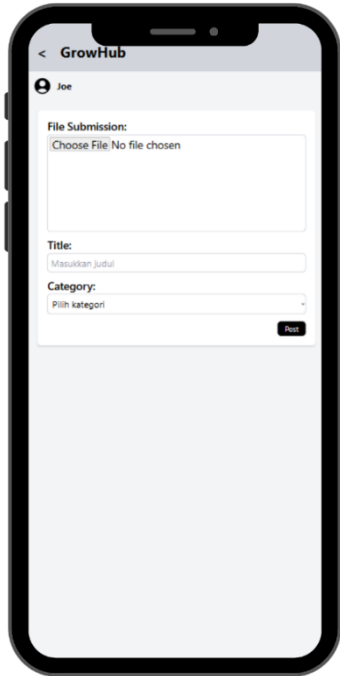 < GrowHub
Joe
File Submission:
Choose File No file chosen
Title:
Masukkan judul
Category:
Pilih kategori
Post